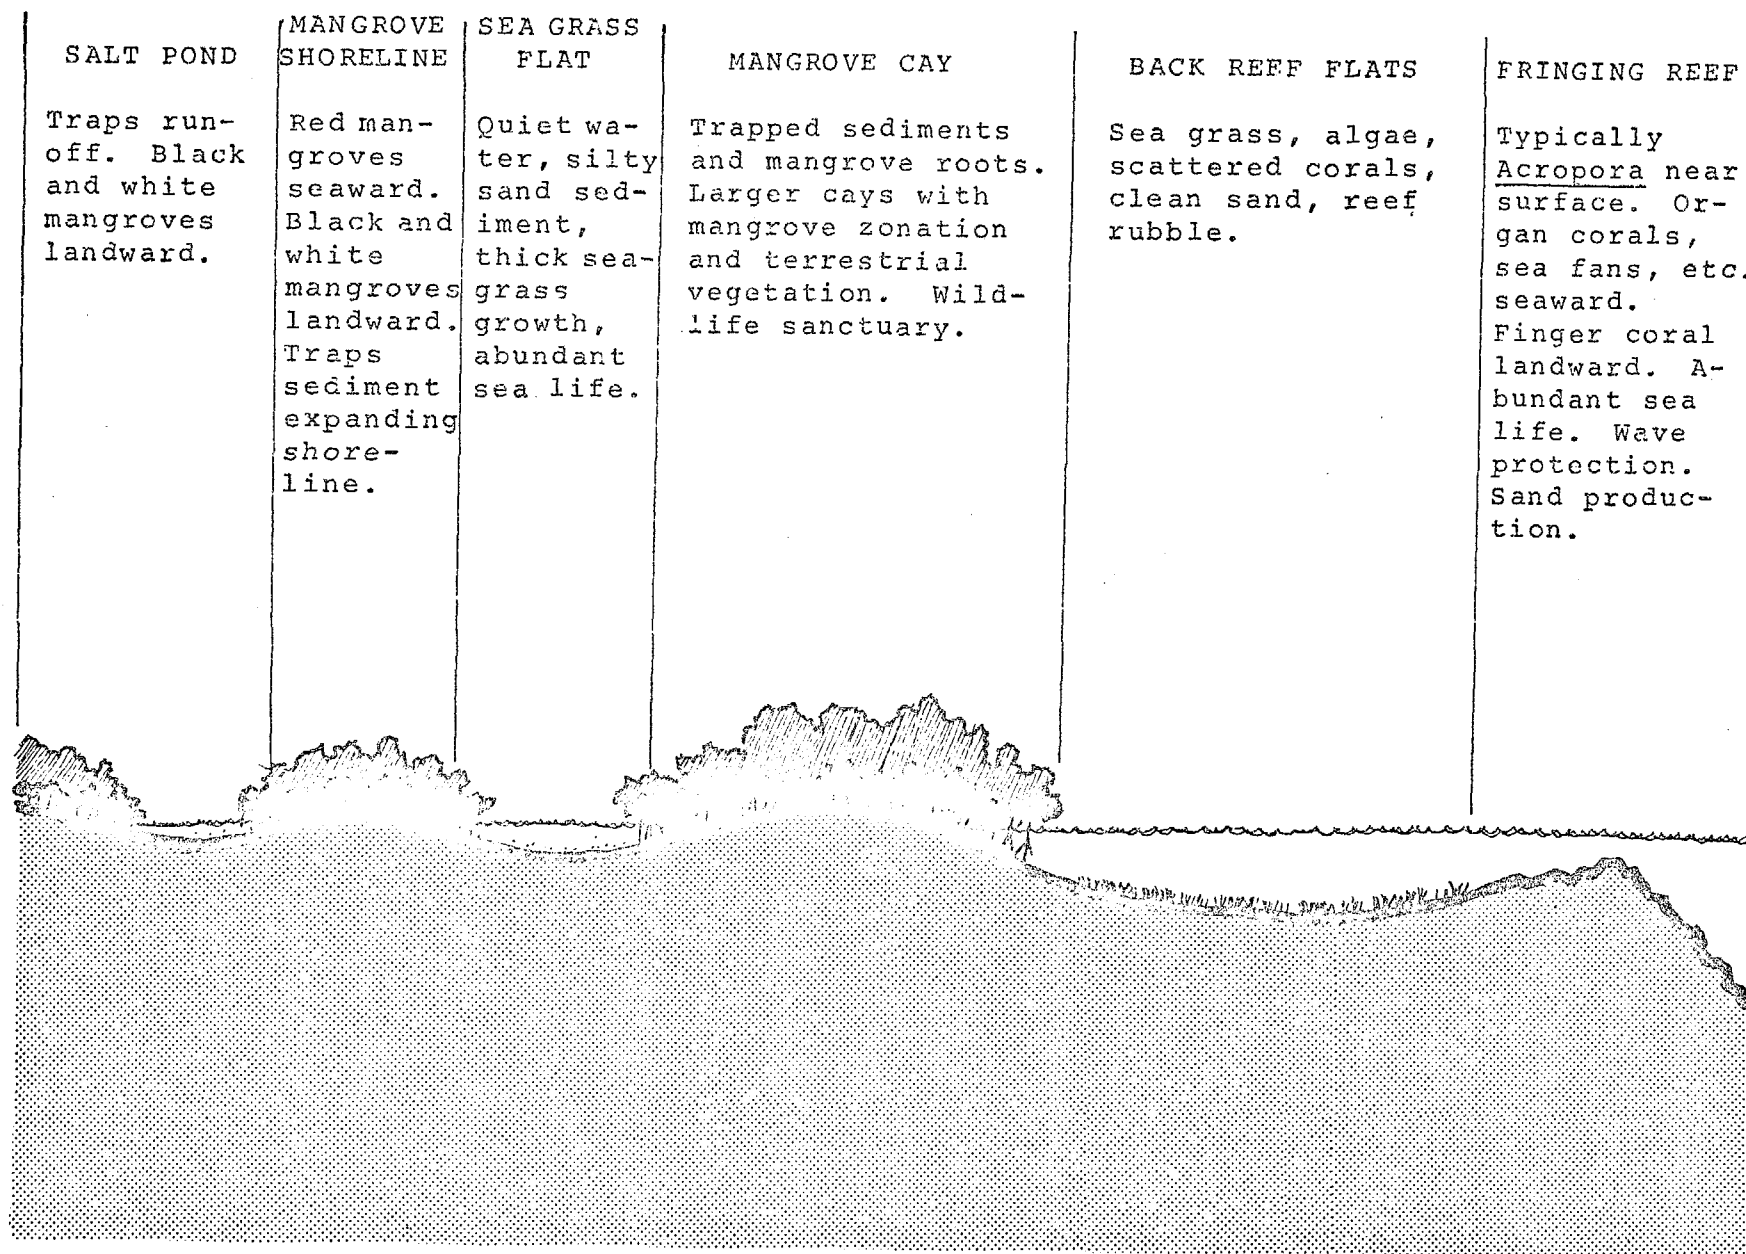 SALT POND
Traps run-
off. Black
and white
mangroves
landward.
MANGROVE
SHORELINE
Red man-
groves
seaward.
Black and
white
mangroves
landward.
Traps
sediment
expanding
shore-
line.
SEA GRASS
FLAT
Quiet wa-
ter, silty
sand sed-
iment,
thick sea-
grass
growth,
abundant
sea life.
MANGROVE CAY
Trapped sediments
and mangrove roots.
Larger cays with
mangrove zonation
and terrestrial
vegetation. Wild-
life sanctuary.
BACK REEF FLATS
Sea grass, algae,
scattered corals,
clean sand, reef
rubble.
FRINGING REEF
Typically
Acropora near
surface. Or-
gan corals,
sea fans, etc.
seaward.
Finger coral
landward. A-
bundant sea
life. Wave
protection.
Sand produc-
tion.